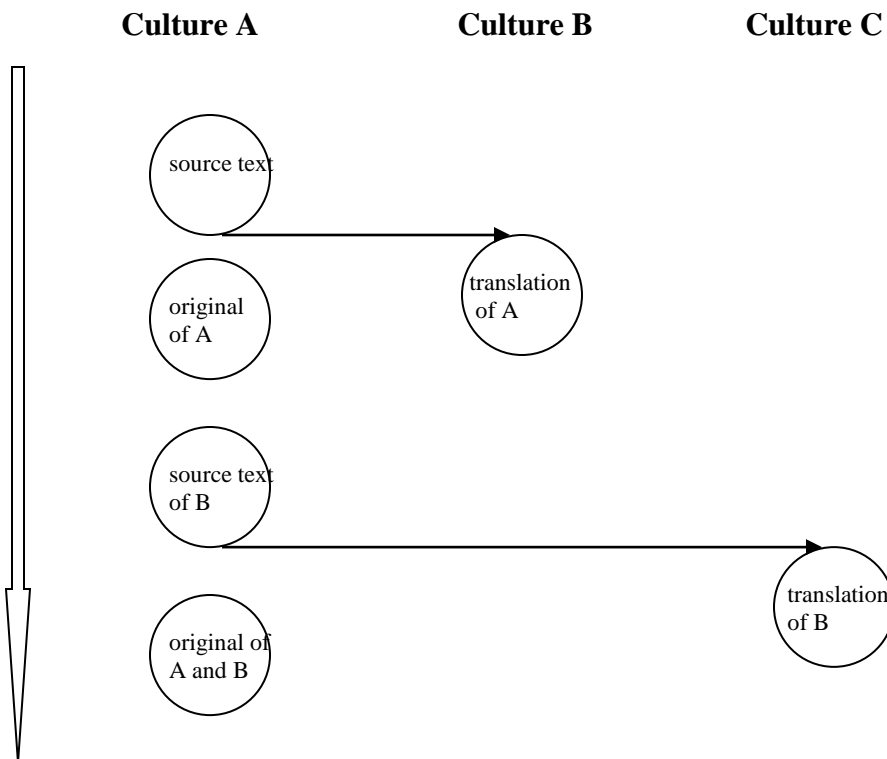 Culture A Culture B Culture C
source text
original
of A
translation
of A
source text
of B
translation
of B
original of
A and B